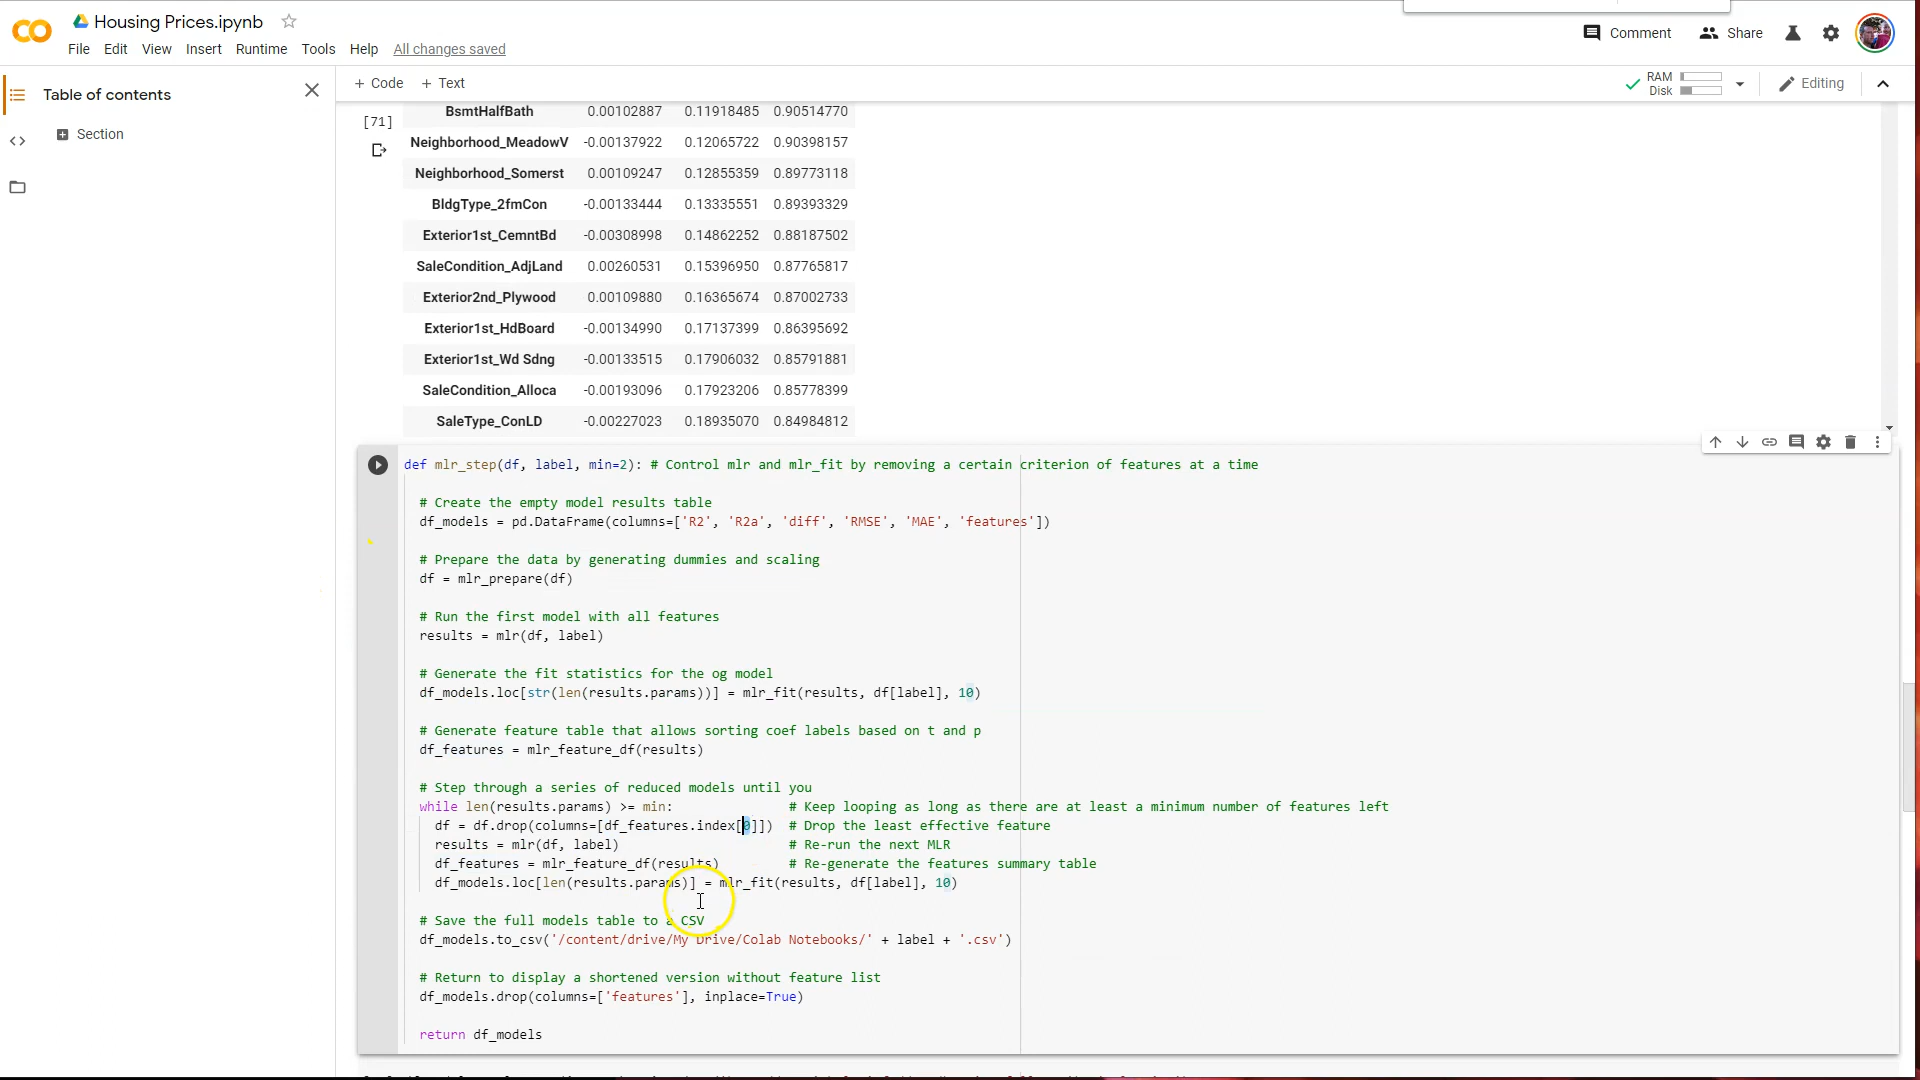 Housing Prices.ipynb
Comment Share
File Edit View Insert Runtime Tools Help All changes saved
+ Code + Text
RAM
Disk
Editing
Table of contents
Section
[71]
BsmtHalfBath 0.00102887 0.11918485 0.90514770
Neighborhood_MeadowV -0.00137922 0.12065722 0.90398157
Neighborhood_Somerst 0.00109247 0.12855359 0.89773118
BldgType_2fmCon -0.00133444 0.13335551 0.89393329
Exterior1st_CemntBd -0.00308998 0.14862252 0.88187502
SaleCondition_AdjLand 0.00260531 0.15396950 0.87765817
Exterior2nd_Plywood 0.00109880 0.16365674 0.87002733
Exterior1st_HdBoard -0.00134990 0.17137399 0.86395692
Exterior1st_Wd Sdng -0.00133515 0.17906032 0.85791881
SaleCondition_Alloca -0.00193096 0.17923206 0.85778399
SaleType_ConLD -0.00227023 0.18935070 0.84984812
def mlr_step(df, label, min=2): # Control mlr and mlr_fit by removing a certain criterion of features at a time
# Create the empty model results table
df_models = pd.DataFrame(columns=['R2', 'R2a', 'diff', 'RMSE', 'MAE', 'features'])
# Prepare the data by generating dummies and scaling
df = mlr_prepare(df)
# Run the first model with all features
results = mlr(df, label)
# Generate the fit statistics for the og model
df_models.loc[str(len(results.params))] = mlr_fit(results, df[label], 10)
# Generate feature table that allows sorting coef labels based on t and p
df_features = mlr_feature_df(results)
# Step through a series of reduced models until you
while len(results.params) >= min: # Keep looping as long as there are at least a minimum number of features left
df = df.drop(columns=[df_features.index[0]]) # Drop the least effective feature
results = mlr(df, label) # Re-run the next MLR
df_features = mlr_feature_df(results) # Re-generate the features summary table
df_models.loc[len(results.params)] = mlr_fit(results, df[label], 10)
# Save the full models table to a CSV
df_models.to_csv('/content/drive/My Drive/Colab Notebooks/' + label + '.csv')
# Return to display a shortened version without feature list
df_models.drop(columns=['features'], inplace=True)
return df_models